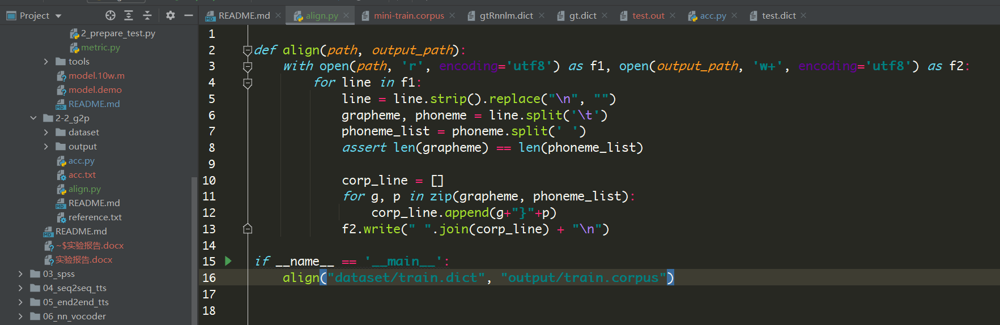 Project
README.md
align.py
mini-train.corpus
gtRnnlm.dict
gt.dict
test.out
acc.py
test.dict
2_prepare_test.py
metric.py
tools
model.10w.m
model.demo
README.md
2-2_g2p
dataset
output
acc.py
acc.txt
align.py
README.md
reference.txt
README.md
~$实验报告.docx
实验报告.docx
03_spss
04_seq2seq_tts
05_end2end_tts
06_nn_vocoder
1
2 def align(path, output_path):
3 with open(path, 'r', encoding='utf8') as f1, open(output_path, 'w+', encoding='utf8') as f2:
4 for line in f1:
5 line = line.strip().replace("\n", "")
6 grapheme, phoneme = line.split('\t')
7 phoneme_list = phoneme.split(' ')
8 assert len(grapheme) == len(phoneme_list)
9
10 corp_line = []
11 for g, p in zip(grapheme, phoneme_list):
12 corp_line.append(g+"}"+p)
13 f2.write(" ".join(corp_line) + "\n")
14
15 if __name__ == '__main__':
16 align("dataset/train.dict", "output/train.corpus")
17
18